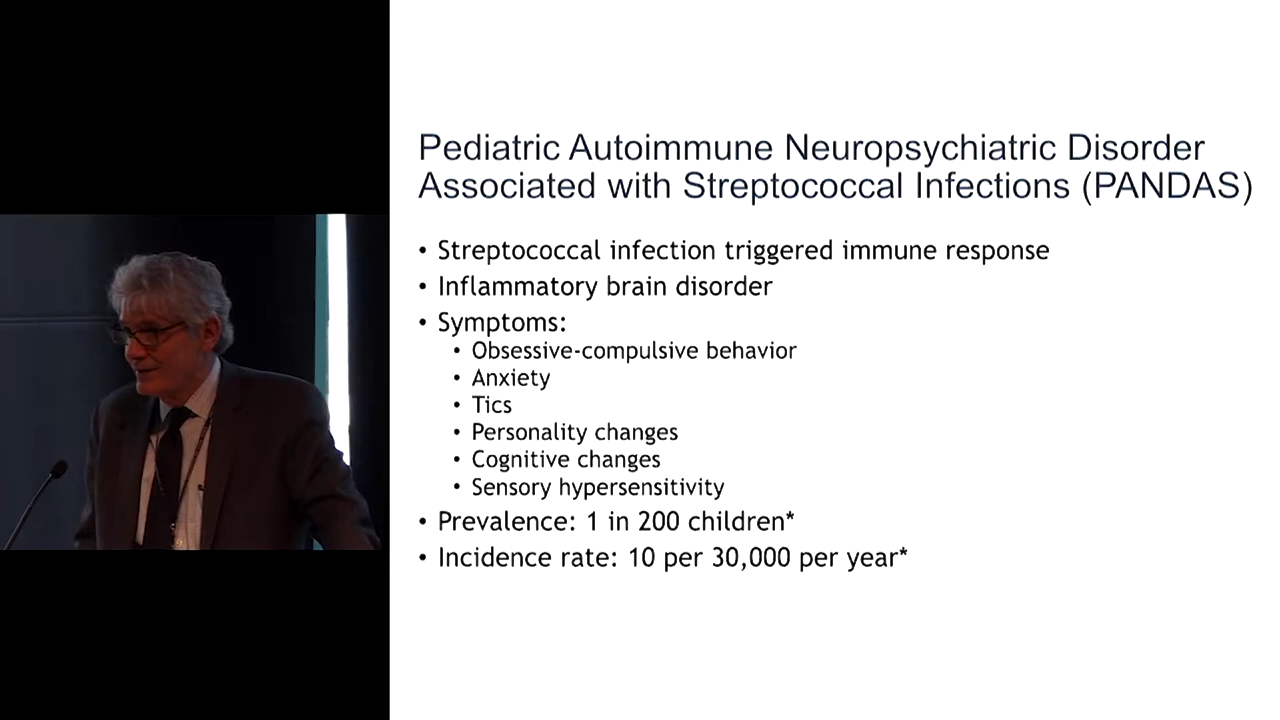 Pediatric Autoimmune Neuropsychiatric Disorder
Associated with Streptococcal Infections (PANDAS)
• Streptococcal infection triggered immune response
• Inflammatory brain disorder
• Symptoms:
• Obsessive-compulsive behavior
• Anxiety
• Tics
• Personality changes
• Cognitive changes
• Sensory hypersensitivity
• Prevalence: 1 in 200 children*
• Incidence rate: 10 per 30,000 per year*